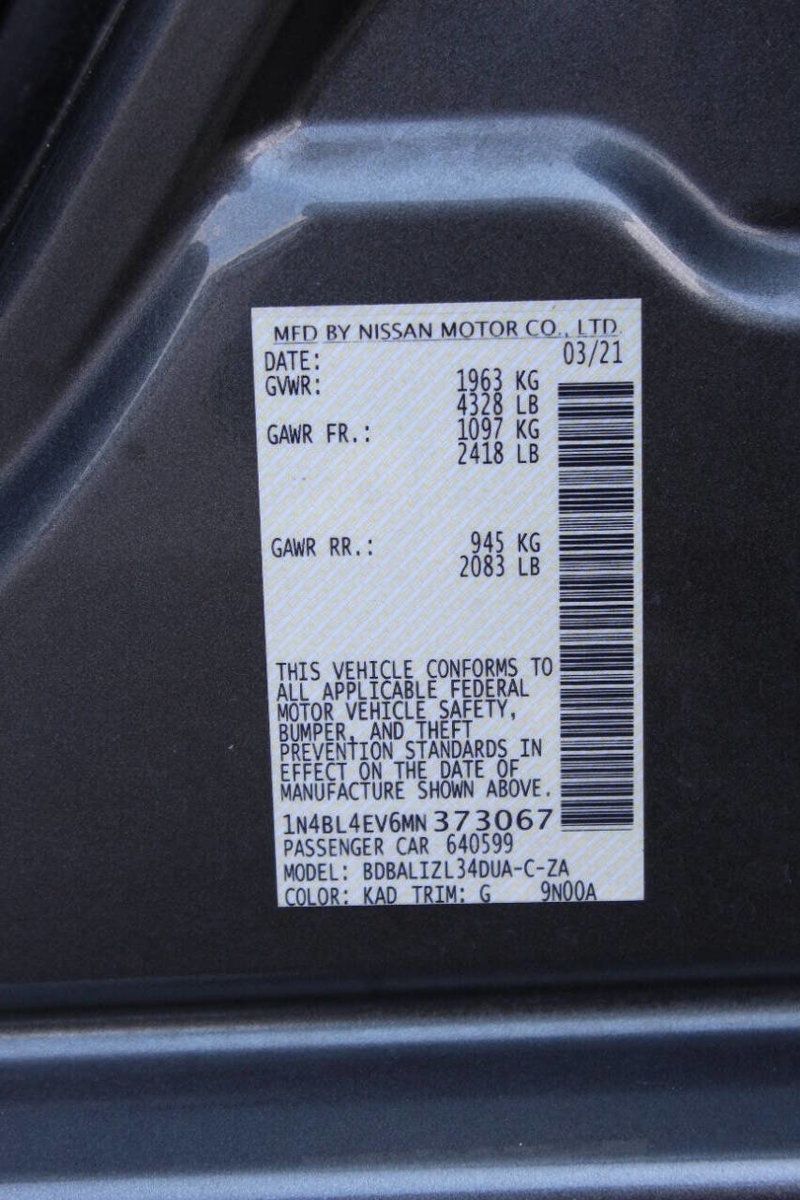 MFD BY NISSAN MOTOR CO., LTD.
DATE: 03/21
GVWR: 1963 KG
4328 LB
GAWR FR.: 1097 KG
2418 LB
GAWR RR.: 945 KG
2083 LB
THIS VEHICLE CONFORMS TO
ALL APPLICABLE FEDERAL
MOTOR VEHICLE SAFETY,
BUMPER, AND THEFT
PREVENTION STANDARDS IN
EFFECT ON THE DATE OF
MANUFACTURE SHOWN ABOVE.
1N4BL4EV6MN373067
PASSENGER CAR 640599
MODEL: BDBALIZL34DUA-C-ZA
COLOR: KAD TRIM: G 9N00A